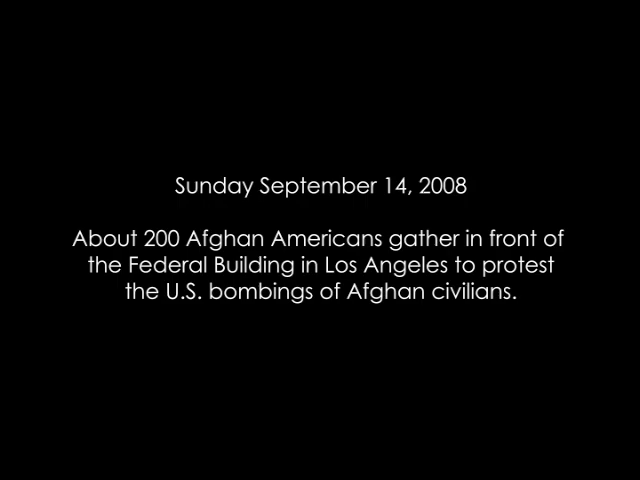 Sunday September 14, 2008
About 200 Afghan Americans gather in front of
the Federal Building in Los Angeles to protest
the U.S. bombings of Afghan civilians.